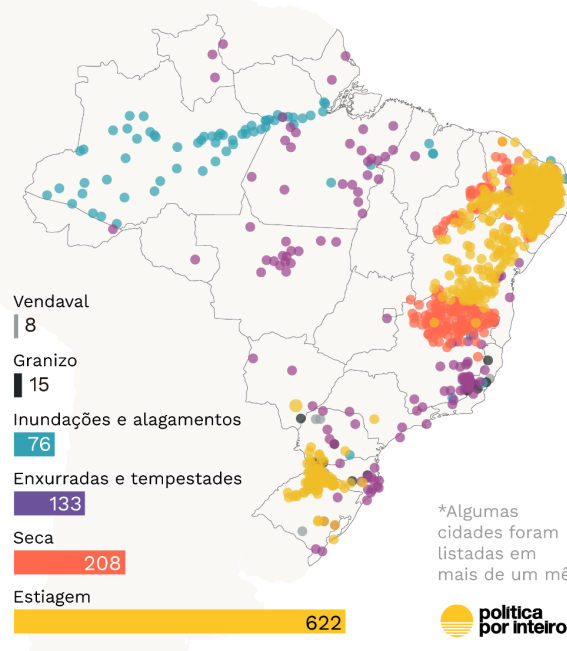 Vendaval
8
Granizo
15
Inundações e alagamentos
76
Enxurradas e tempestades
133
Seca
208
Estiagem
622
*Algumas
cidades foram
listadas em
mais de um mê
política
por inteiro